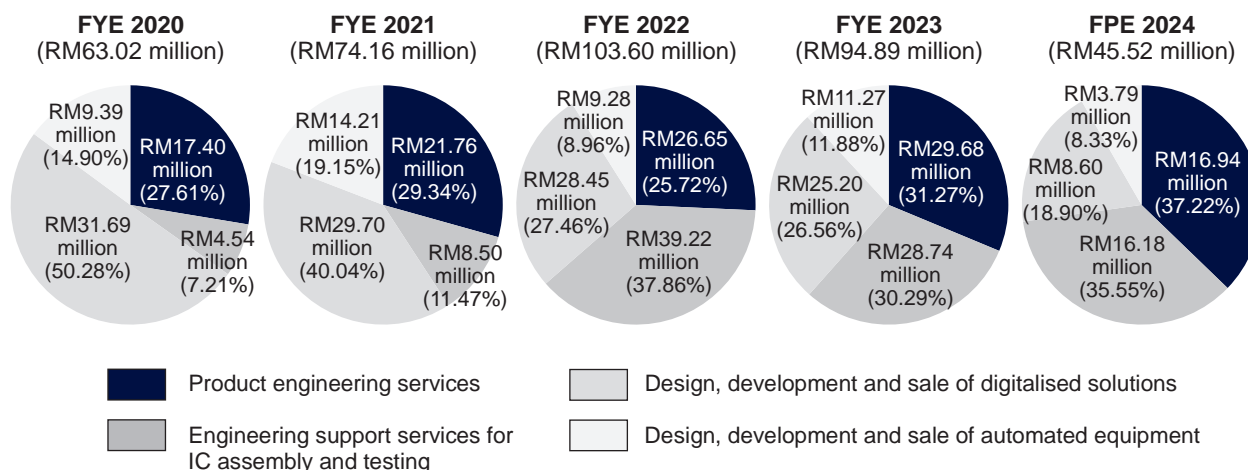 FYE 2020
(RM63.02 million)
FYE 2021
(RM74.16 million)
FYE 2022
(RM103.60 million)
FYE 2023
(RM94.89 million)
FPE 2024
(RM45.52 million)
RM9.39
million
(14.90%)
RM17.40
million
(27.61%)
RM31.69
million
(50.28%)
RM4.54
million
(7.21%)
RM14.21
million
(19.15%)
RM21.76
million
(29.34%)
RM29.70
million
(40.04%)
RM8.50
million
(11.47%)
RM9.28
million
(8.96%)
RM26.65
million
(25.72%)
RM28.45
million
(27.46%)
RM39.22
million
(37.86%)
RM11.27
million
(11.88%)
RM29.68
million
(31.27%)
RM25.20
million
(26.56%)
RM28.74
million
(30.29%)
RM3.79
million
(8.33%)
RM16.94
million
(37.22%)
RM8.60
million
(18.90%)
RM16.18
million
(35.55%)
Product engineering services
Design, development and sale of digitalised solutions
Engineering support services for
IC assembly and testing
Design, development and sale of automated equipment